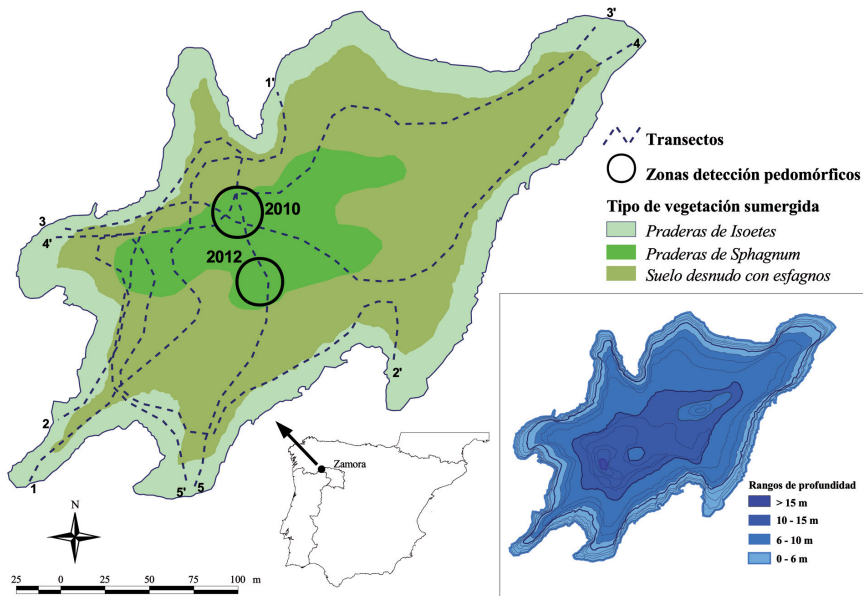 3'
4
1'
Transectos
Zonas detección pedomórficos
2010
Tipo de vegetación sumergida
Praderas de Isoetes
Praderas de Sphagnum
Suelo desnudo con esfagnos
3
4'
2012
2'
2
1
5'
5
Zamora
N
25 0 25 50 100 m
Rangos de profundidad
> 15 m
10 - 15 m
6 - 10 m
0 - 6 m